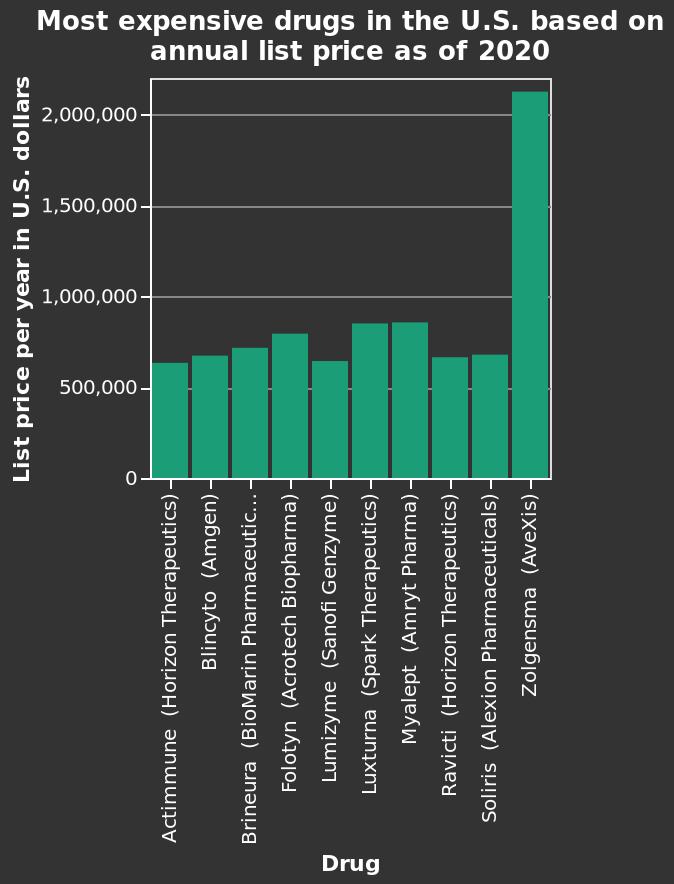 Most expensive drugs in the U.S. based on
annual list price as of 2020
List price per year in U.S. dollars
2,000,000
1,500,000
1,000,000
500,000
0
Actimmune (Horizon Therapeutics)
Blincyto (Amgen)
Brineura (BioMarin Pharmaceutic...
Folotyn (Acrotech Biopharma)
Lumizyme (Sanofi Genzyme)
Luxturna (Spark Therapeutics)
Myalept (Amryt Pharma)
Ravicti (Horizon Therapeutics)
Soliris (Alexion Pharmaceuticals)
Zolgensma (AveXis)
Drug